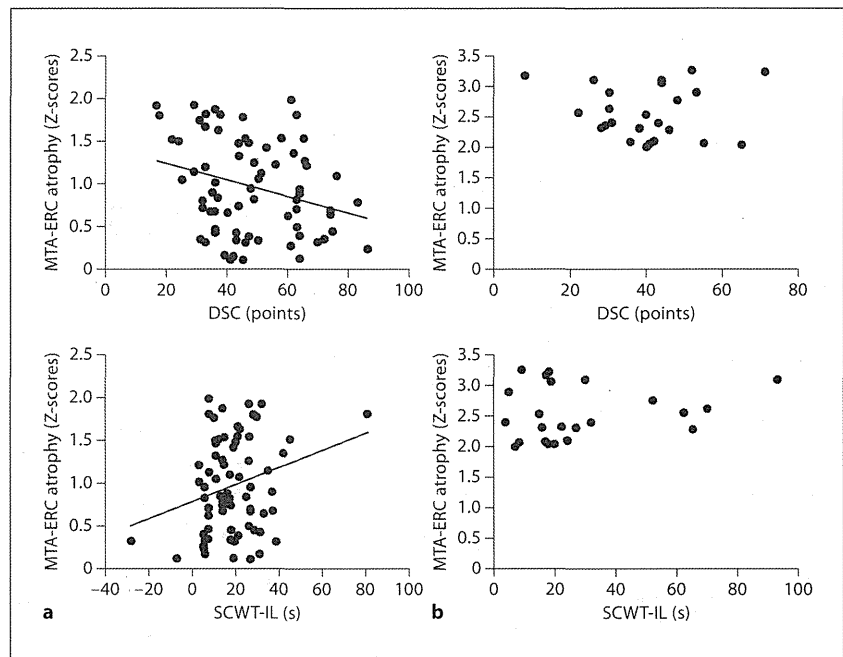 MTA-ERC atrophy (Z-scores)
2.5
2.0
1.5
1.0
0.5
0
0 20 40 60 80 100
DSC (points)
MTA-ERC atrophy (Z-scores)
3.5
3.0
2.5
2.0
1.5
1.0
0.5
0
0 20 40 60 80
DSC (points)
MTA-ERC atrophy (Z-scores)
2.5
2.0
1.5
1.0
0.5
0
−40 −20 0 20 40 60 80 100
SCWT-IL (s)
a
MTA-ERC atrophy (Z-scores)
3.5
3.0
2.5
2.0
1.5
1.0
0.5
0
0 20 40 60 80 100
SCWT-IL (s)
b